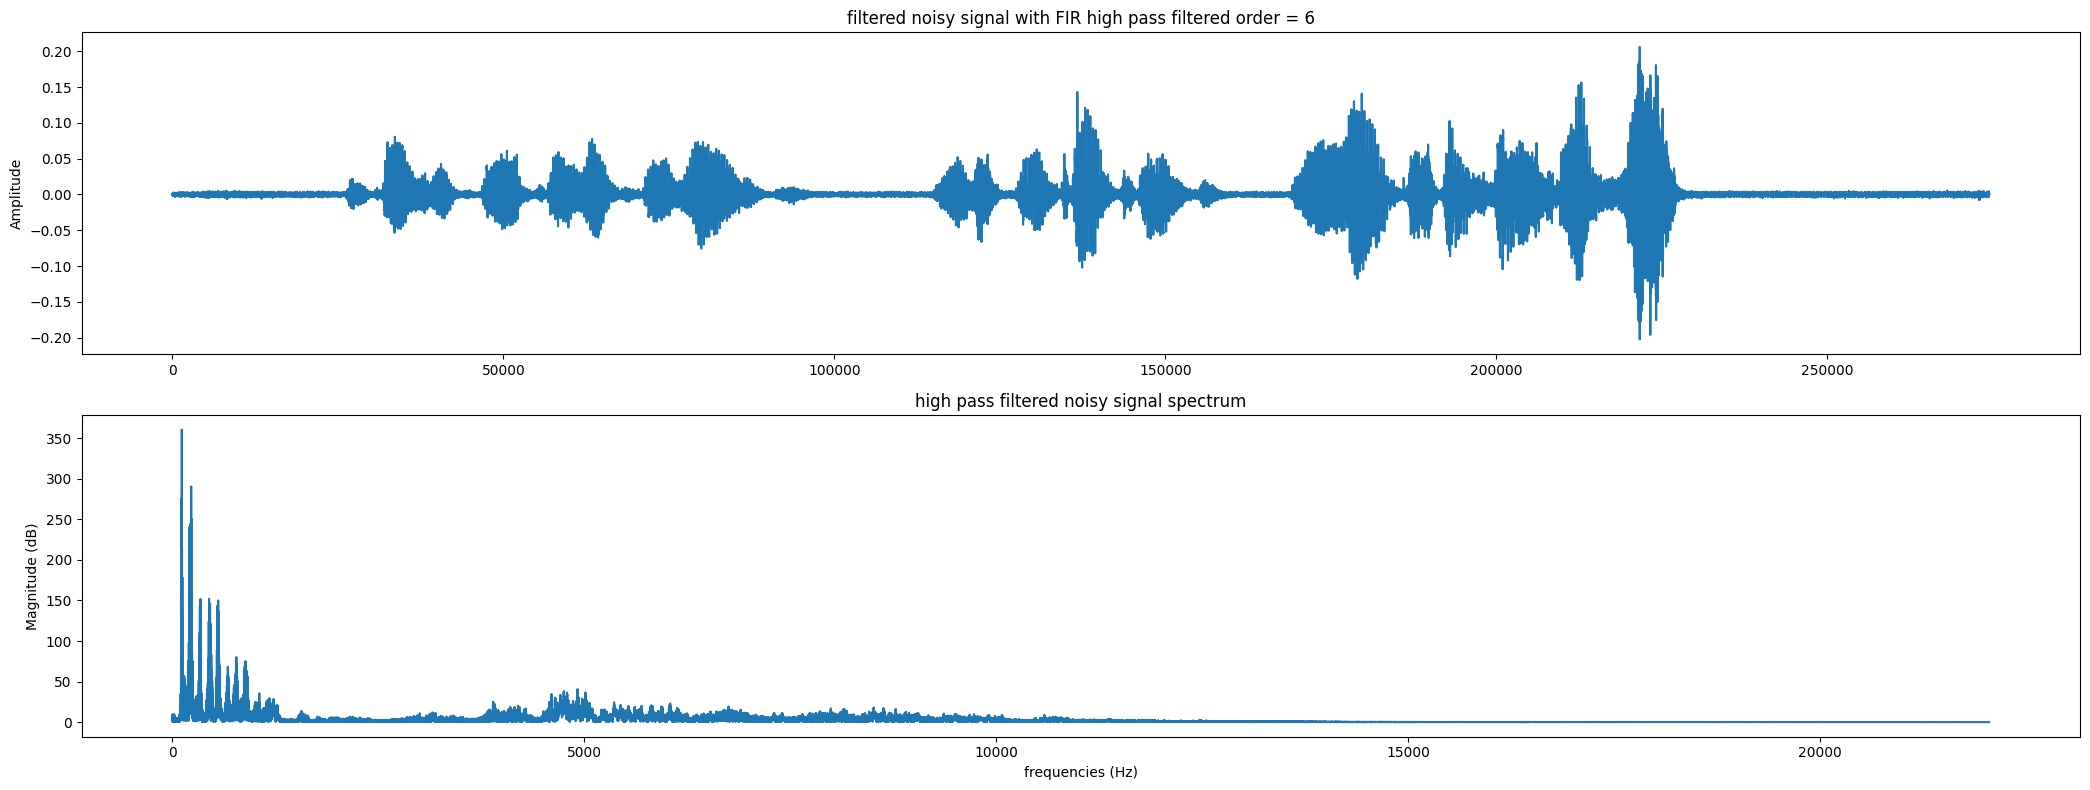 filtered noisy signal with FIR high pass filtered order = 6
0.20
0.15
0.10
0.05
0.00
−0.05
−0.10
−0.15
−0.20
Amplitude
0 50000 100000 150000 200000 250000
high pass filtered noisy signal spectrum
350
300
250
200
150
100
50
0
Magnitude (dB)
0 5000 10000 15000 20000
frequencies (Hz)